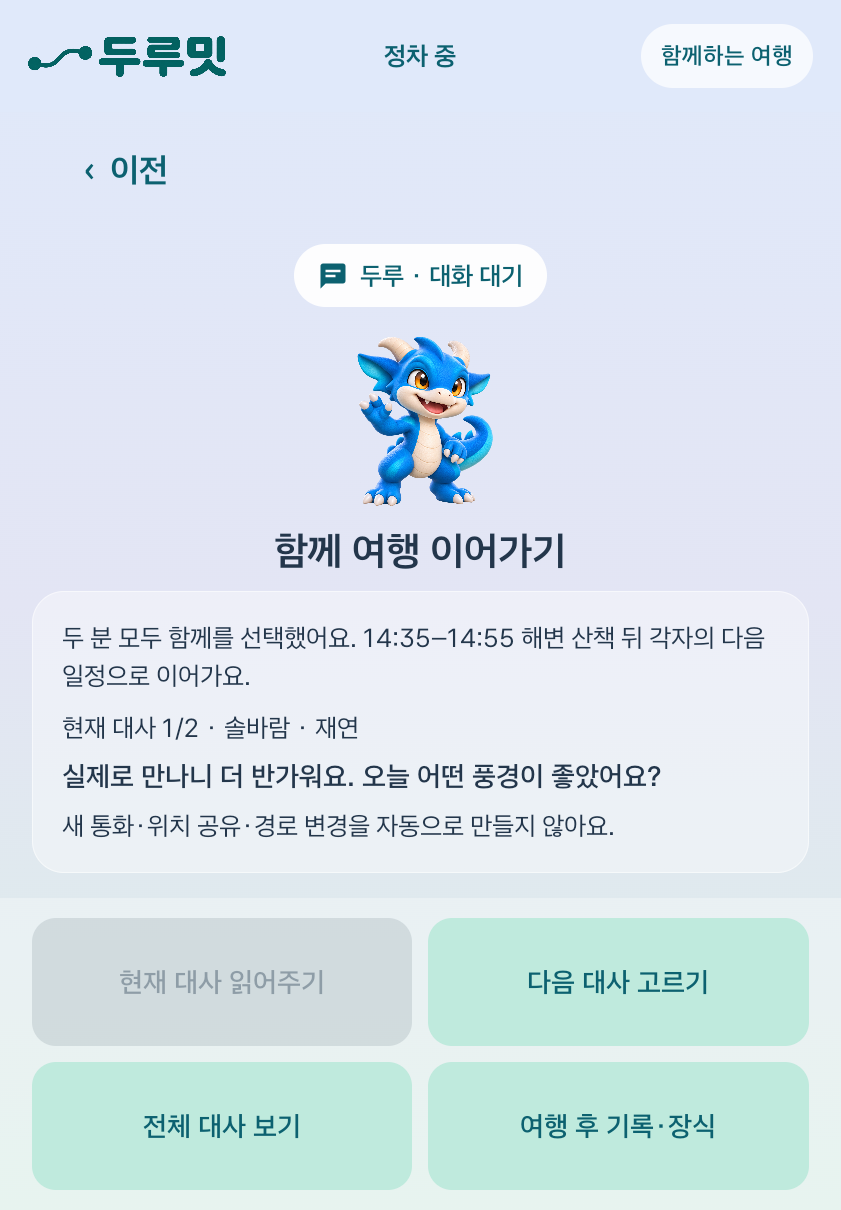 두루밋
정차 중
함께하는 여행
‹ 이전
두루 · 대화 대기
함께 여행 이어가기
두 분 모두 함께를 선택했어요. 14:35–14:55 해변 산책 뒤 각자의 다음
일정으로 이어가요.
현재 대사 1/2 · 솔바람 · 재연
실제로 만나니 더 반가워요. 오늘 어떤 풍경이 좋았어요?
새 통화·위치 공유·경로 변경을 자동으로 만들지 않아요.
현재 대사 읽어주기
다음 대사 고르기
전체 대사 보기
여행 후 기록·장식